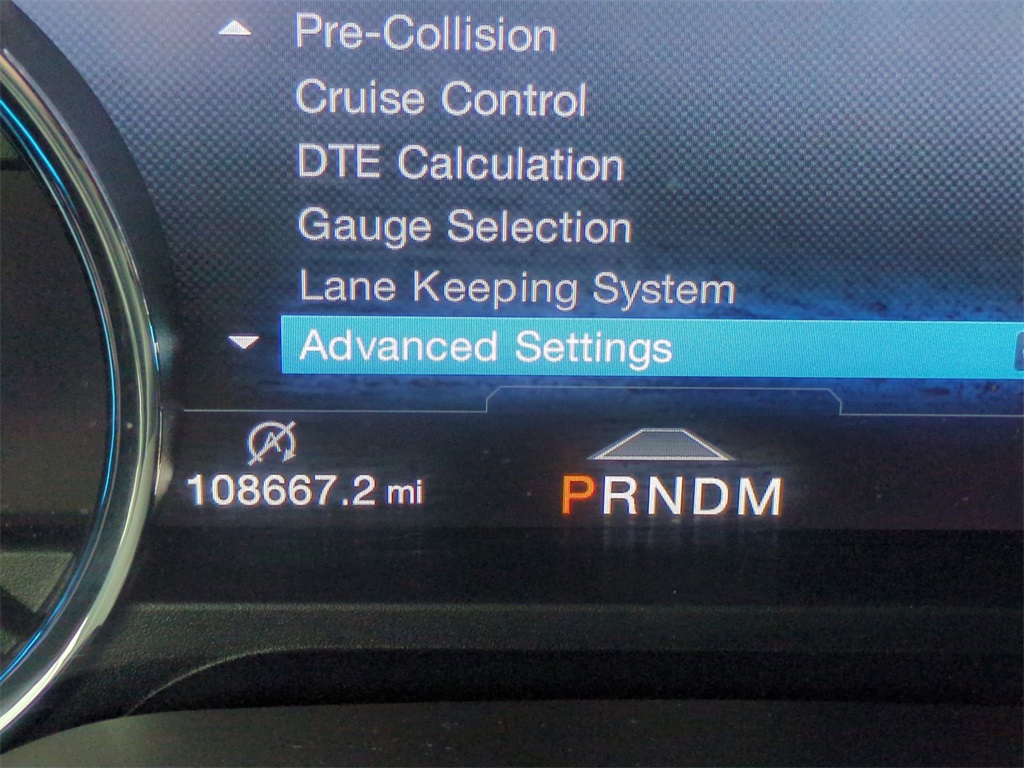 Pre-Collision
Cruise Control
DTE Calculation
Gauge Selection
Lane Keeping System
Advanced Settings
A
108667.2 mi
PRNDM